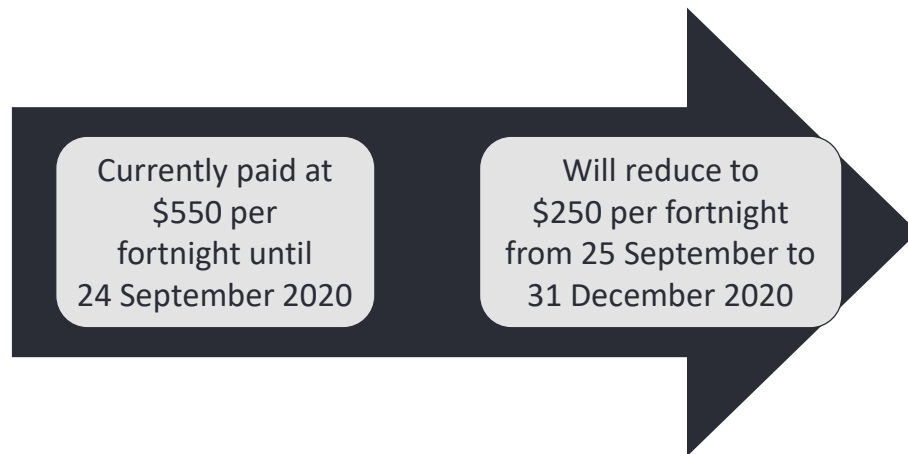 Currently paid at
$550 per
fortnight until
24 September 2020
Will reduce to
$250 per fortnight
from 25 September to
31 December 2020